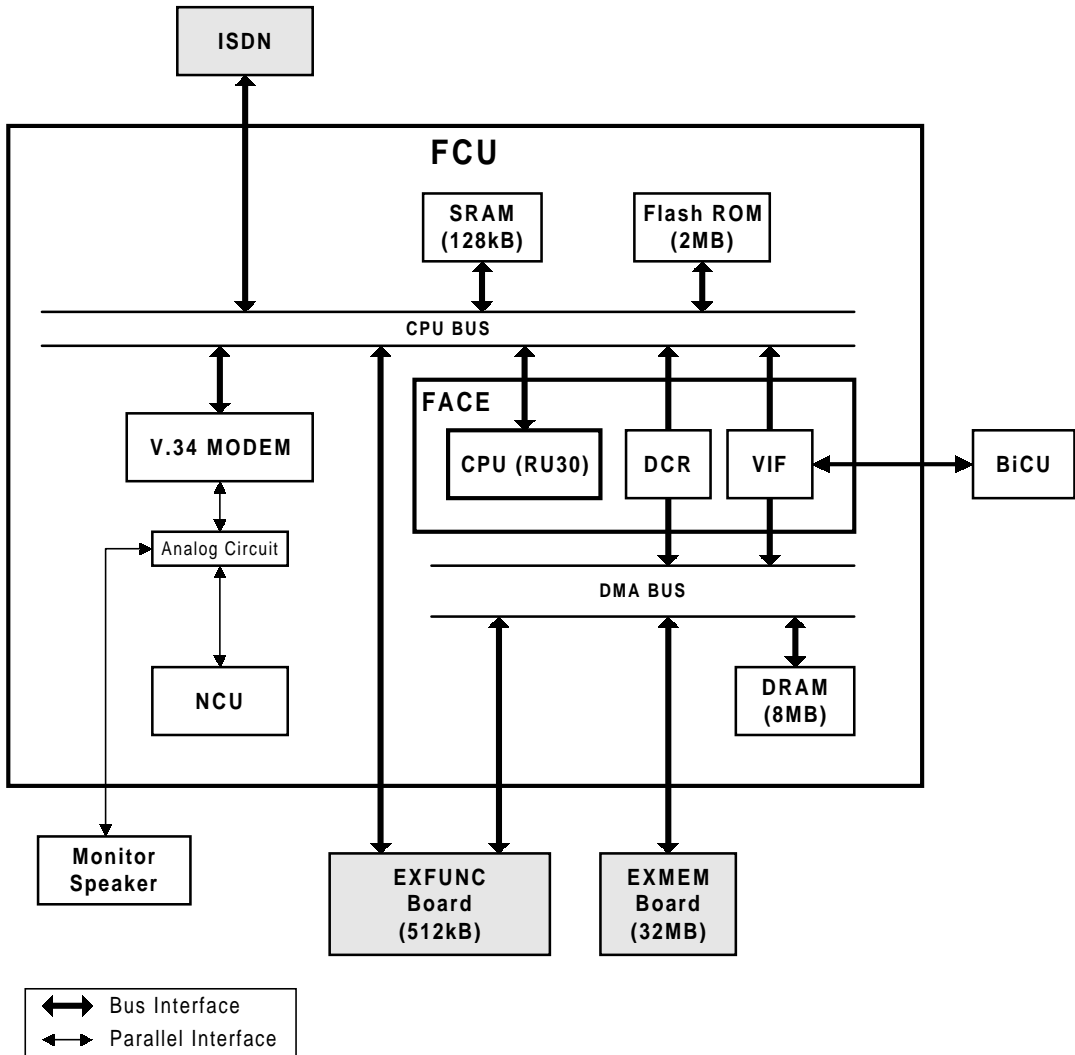 ISDN
FCU
SRAM
(128kB)
Flash ROM
(2MB)
CPU BUS
FACE
V.34 MODEM
CPU (RU30)
DCR
VIF
BiCU
Analog Circuit
DMA BUS
NCU
DRAM
(8MB)
Monitor
Speaker
EXFUNC
Board
(512kB)
EXMEM
Board
(32MB)
Bus Interface
Parallel Interface